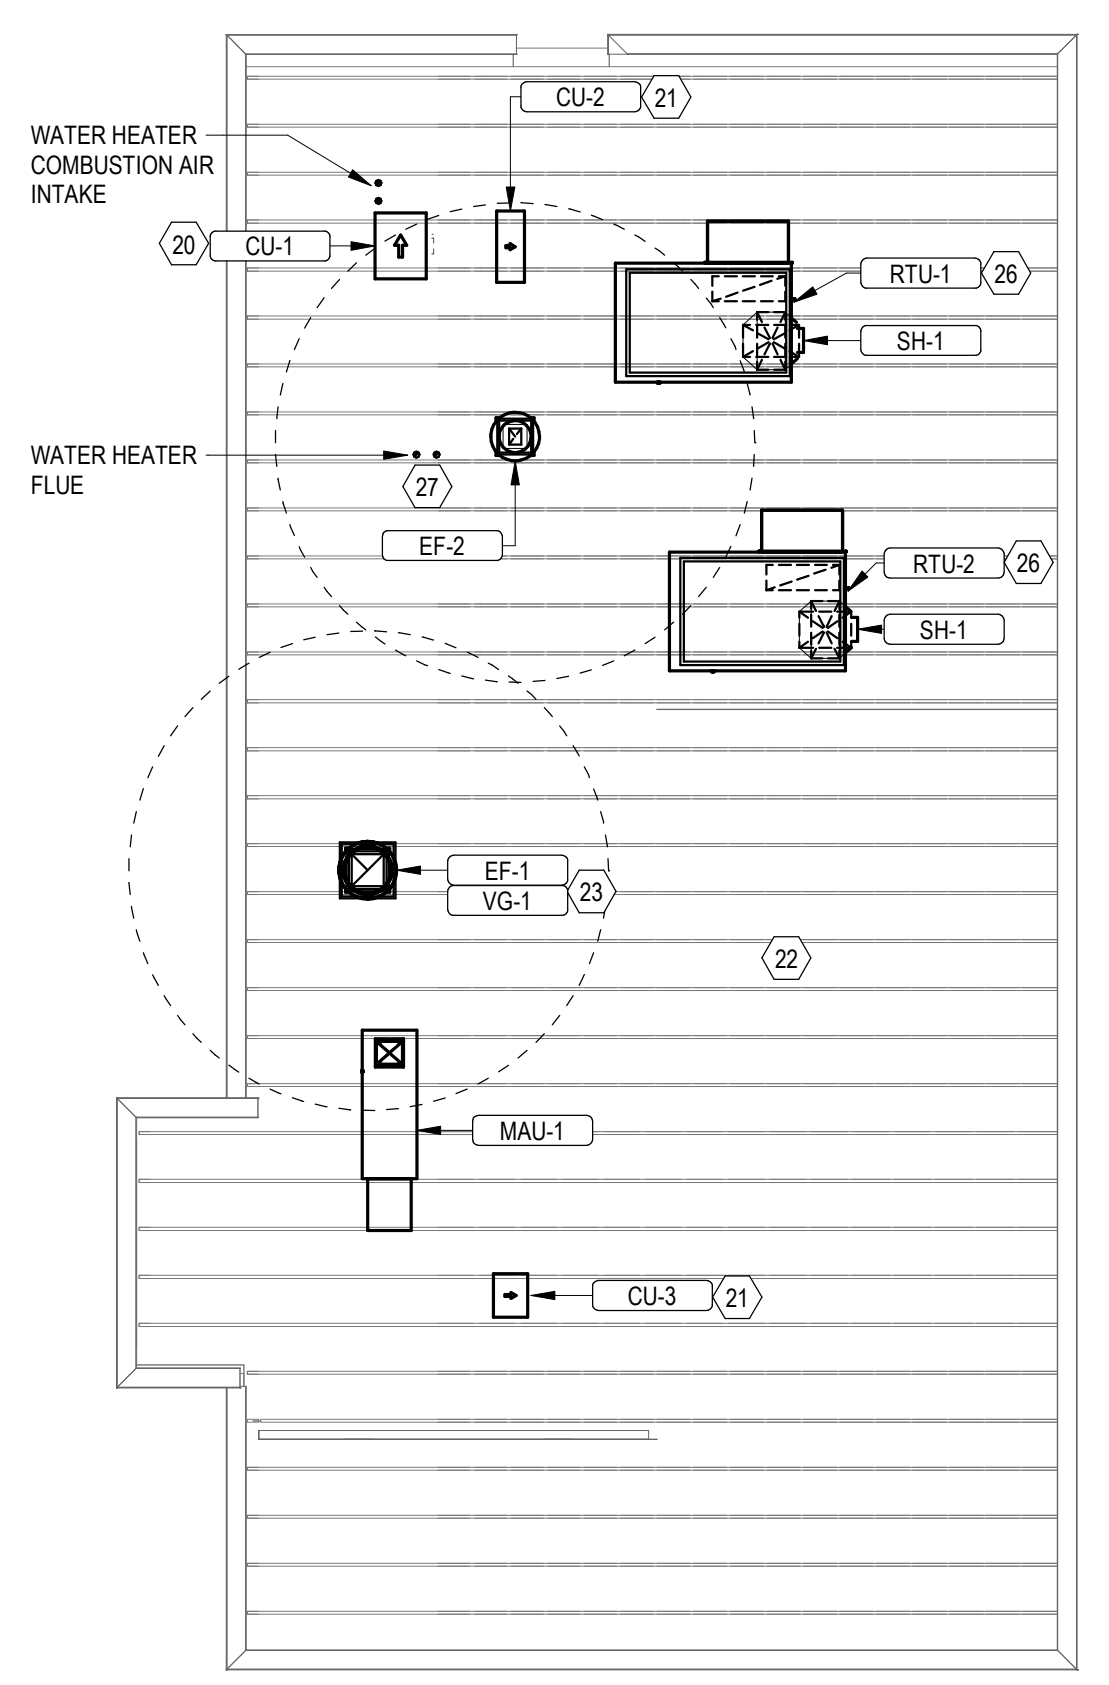 CU-2
21
WATER HEATER
COMBUSTION AIR
INTAKE
20
CU-1
RTU-1
26
SH-1
WATER HEATER
FLUE
27
EF-2
RTU-2
26
SH-1
EF-1
VG-1
23
22
MAU-1
CU-3
21